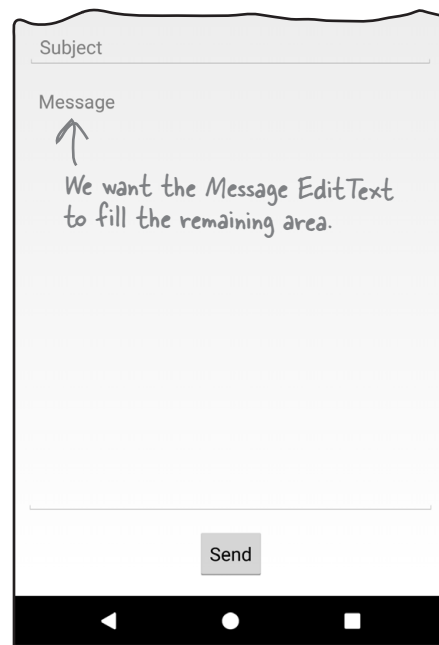 Subject
Message
We want the Message EditText
to fill the remaining area.
Send